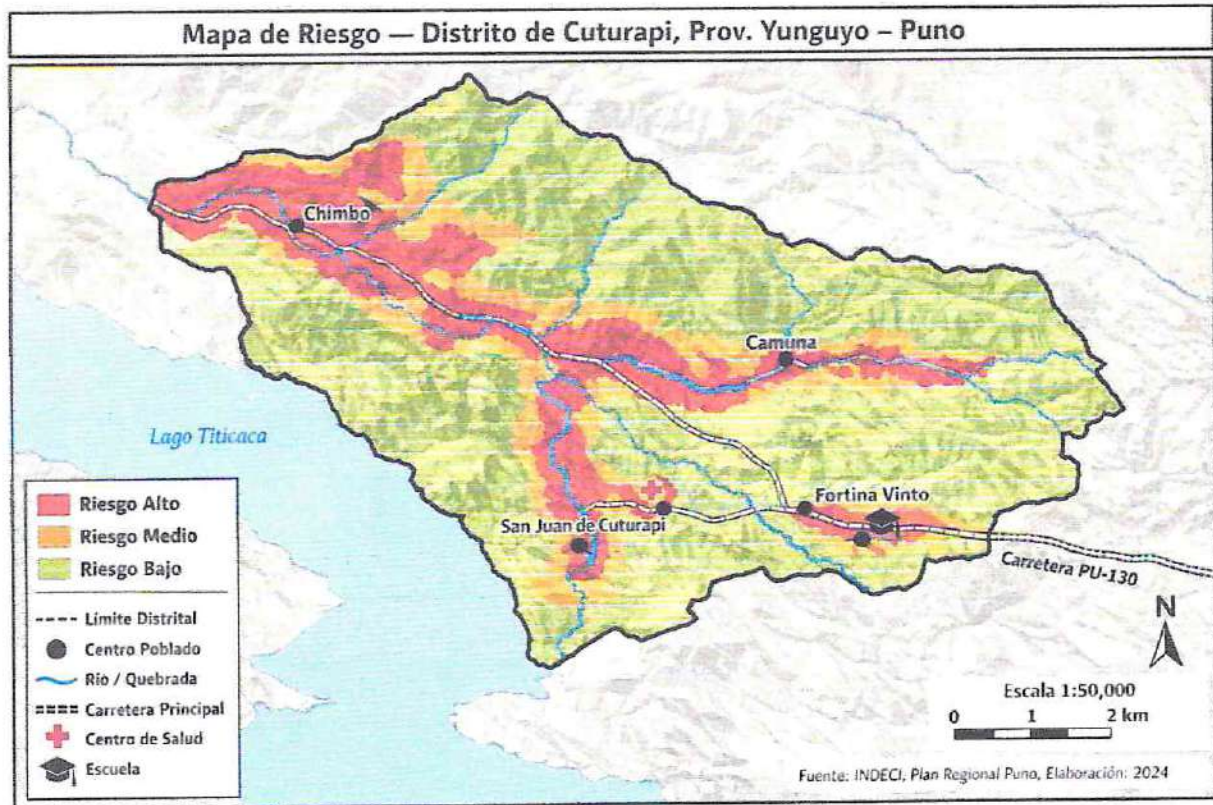 Mapa de Riesgo — Distrito de Cuturapi, Prov. Yunguyo – Puno
Chimbo
Camuna
Lago Titicaca
Fortina Vinto
San Juan de Cuturapi
Carretera PU-130
Riesgo Alto
Riesgo Medio
Riesgo Bajo
Límite Distrital
Centro Poblado
Río / Quebrada
Carretera Principal
Centro de Salud
Escuela
N
Escala 1:50,000
0 1 2 km
Fuente: INDECI, Plan Regional Puno, Elaboración: 2024